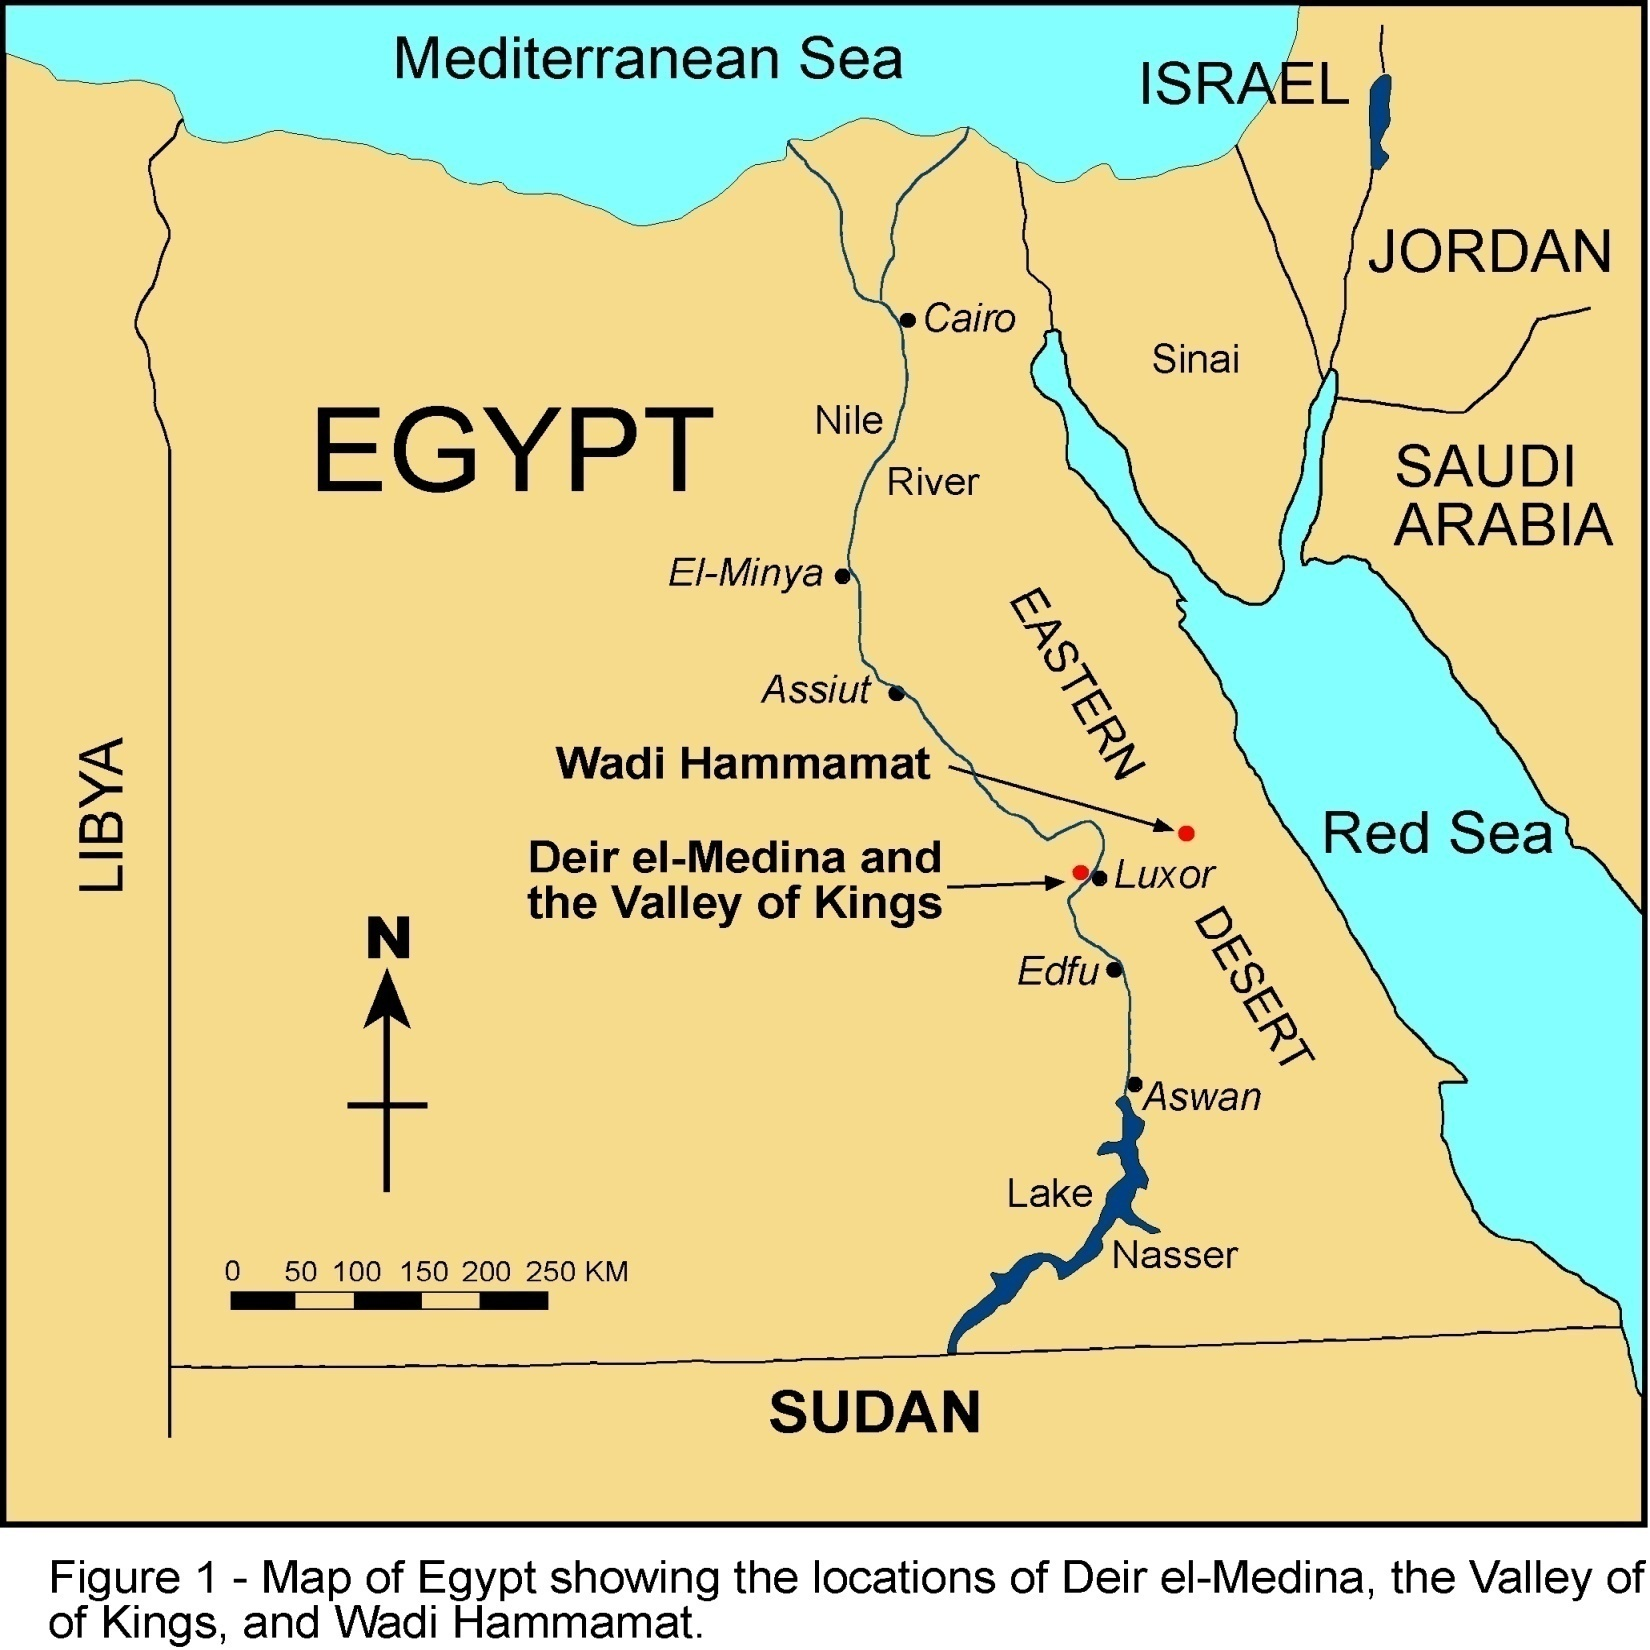 Mediterranean Sea
ISRAEL
JORDAN
Cairo
Sinai
EGYPT
Nile
River
SAUDI
ARABIA
El-Minya
EASTERN
Assiut
LIBYA
Wadi Hammamat
Red Sea
Deir el-Medina and
the Valley of Kings
Luxor
DESERT
N
Edfu
Aswan
Lake
Nasser
0 50 100 150 200 250 KM
SUDAN
Figure 1 - Map of Egypt showing the locations of Deir el-Medina, the Valley of
of Kings, and Wadi Hammamat.